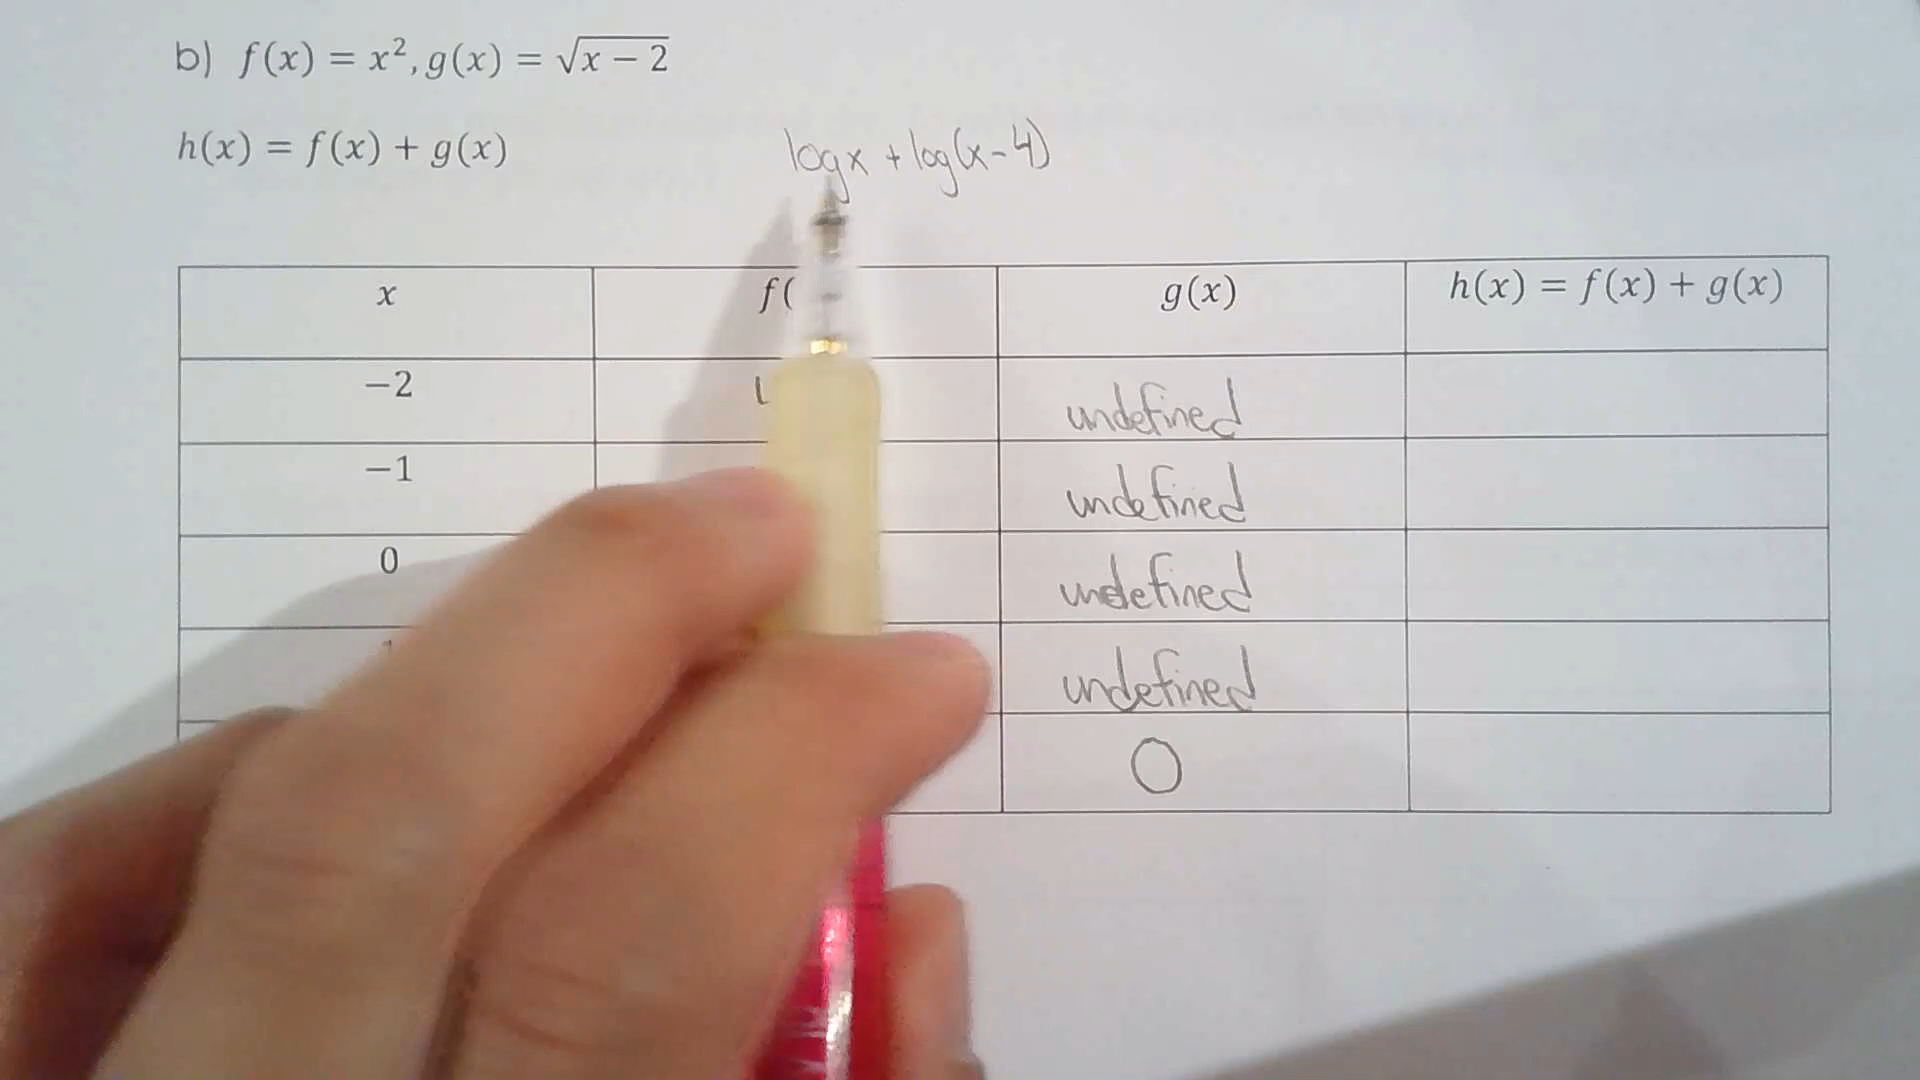 b) f(x) = x², g(x) = √(x − 2)
h(x) = f(x) + g(x)
log x + log(x − 4)
x f( g(x) h(x) = f(x) + g(x)
−2 undefined
−1 undefined
0 undefined
undefined
0